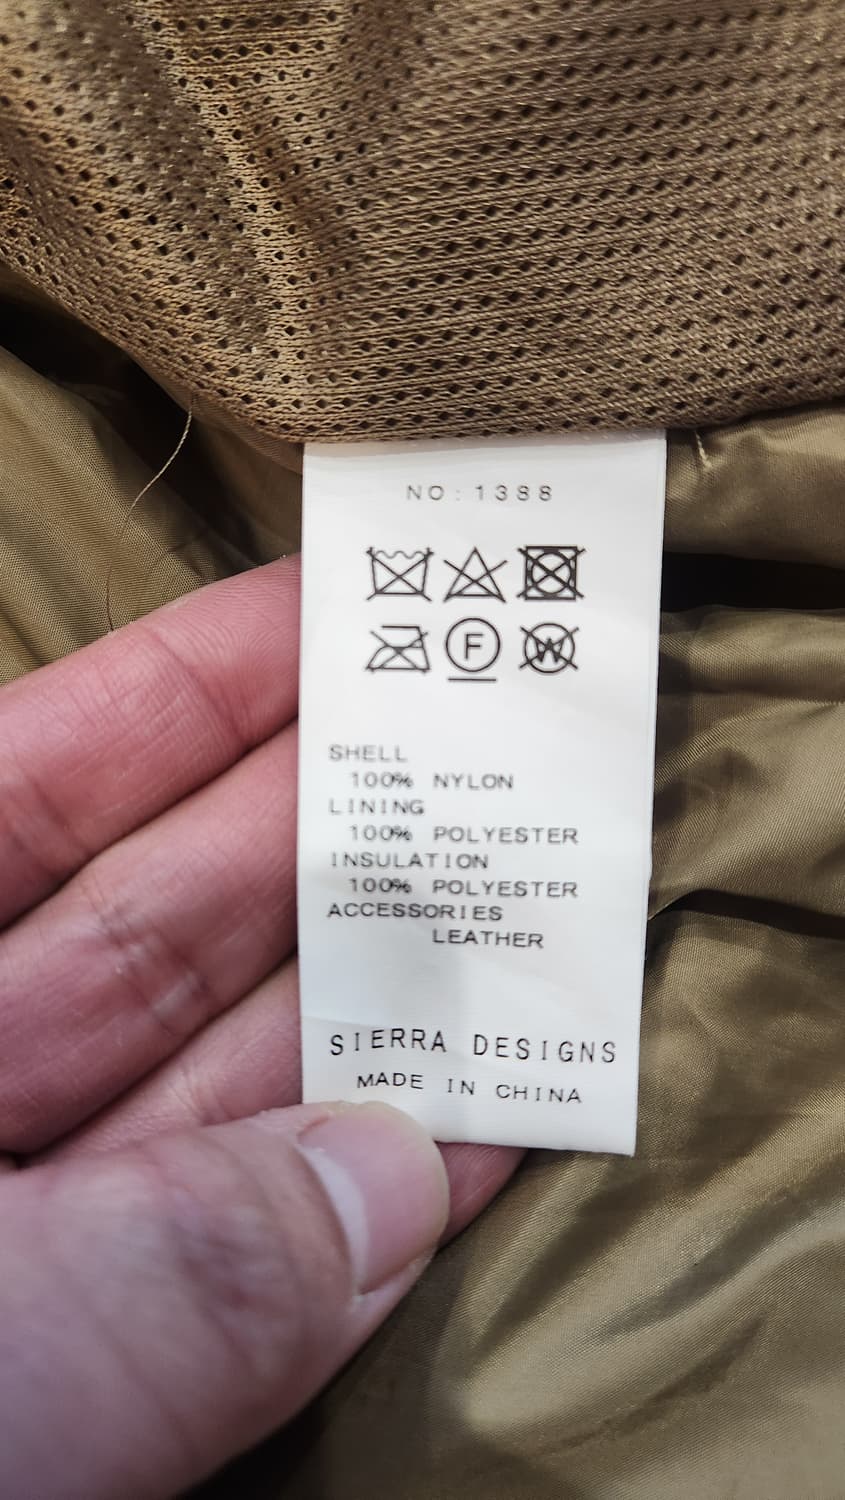 NO:1388
F
W
SHELL
100% NYLON
LINING
100% POLYESTER
INSULATION
100% POLYESTER
ACCESSORIES
LEATHER
SIERRA DESIGNS
MADE IN CHINA